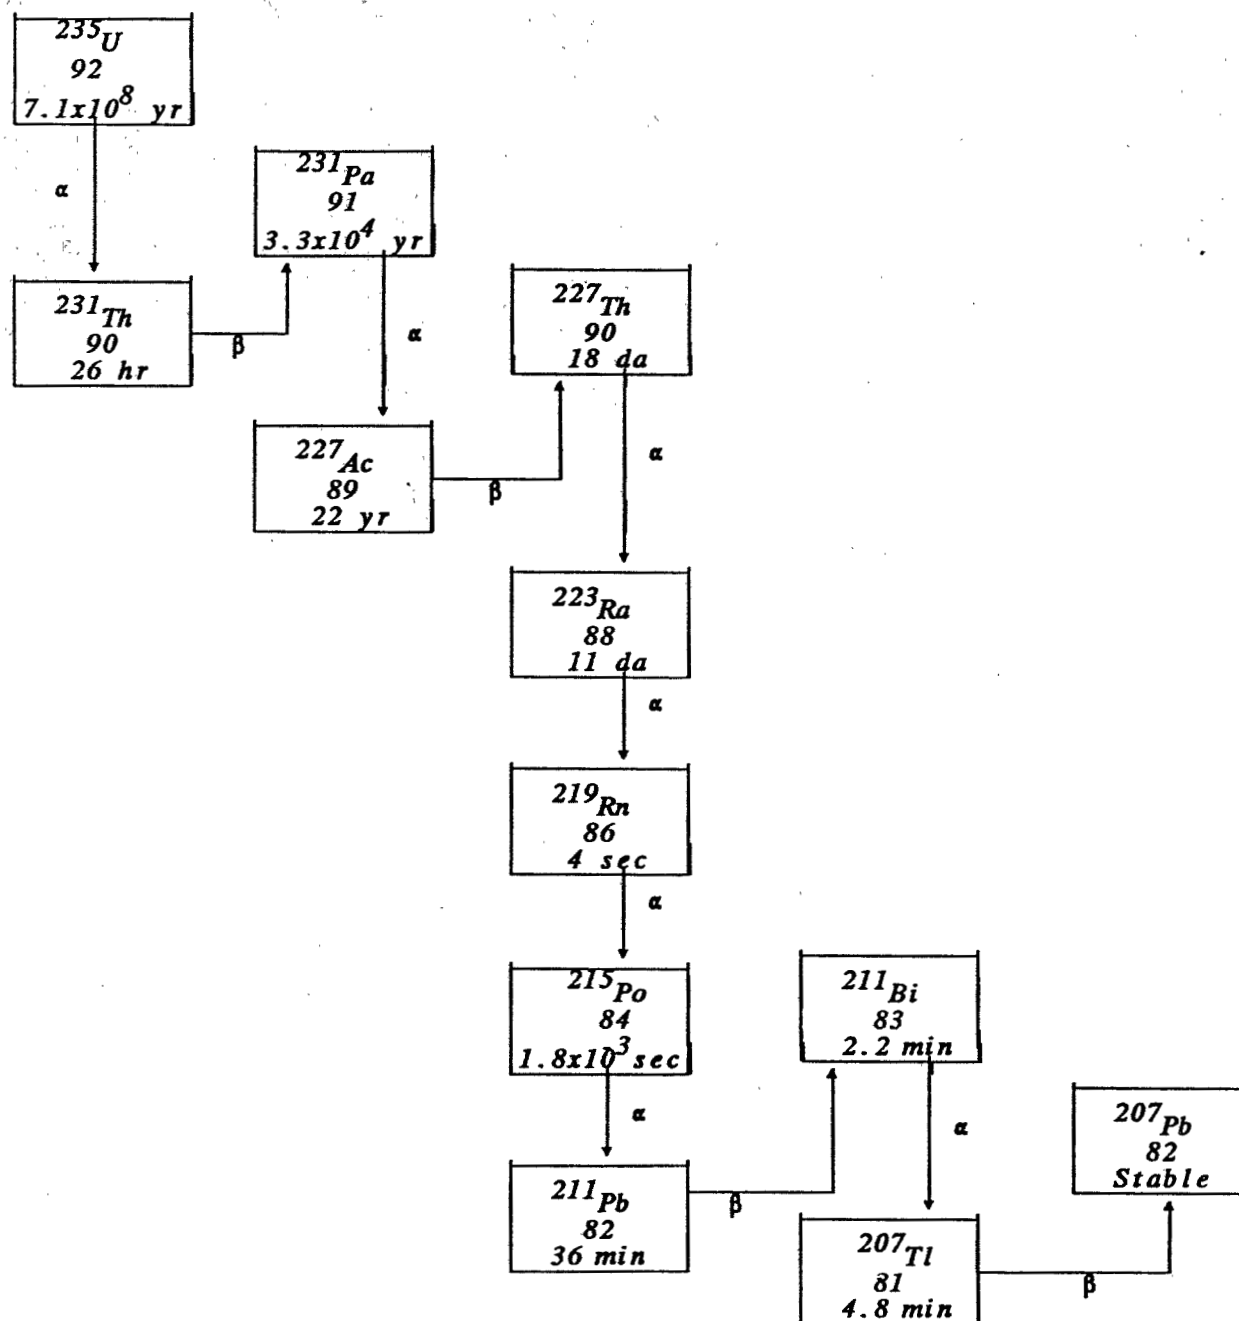 235U
92
7.1x10^8 yr
α
231Pa
91
3.3x10^4 yr
231Th
90
26 hr
β
α
227Th
90
18 da
227Ac
89
22 yr
β
α
223Ra
88
11 da
α
219Rn
86
4 sec
α
215Po
84
1.8x10^3 sec
α
211Pb
82
36 min
β
211Bi
83
2.2 min
α
207Tl
81
4.8 min
β
207Pb
82
Stable